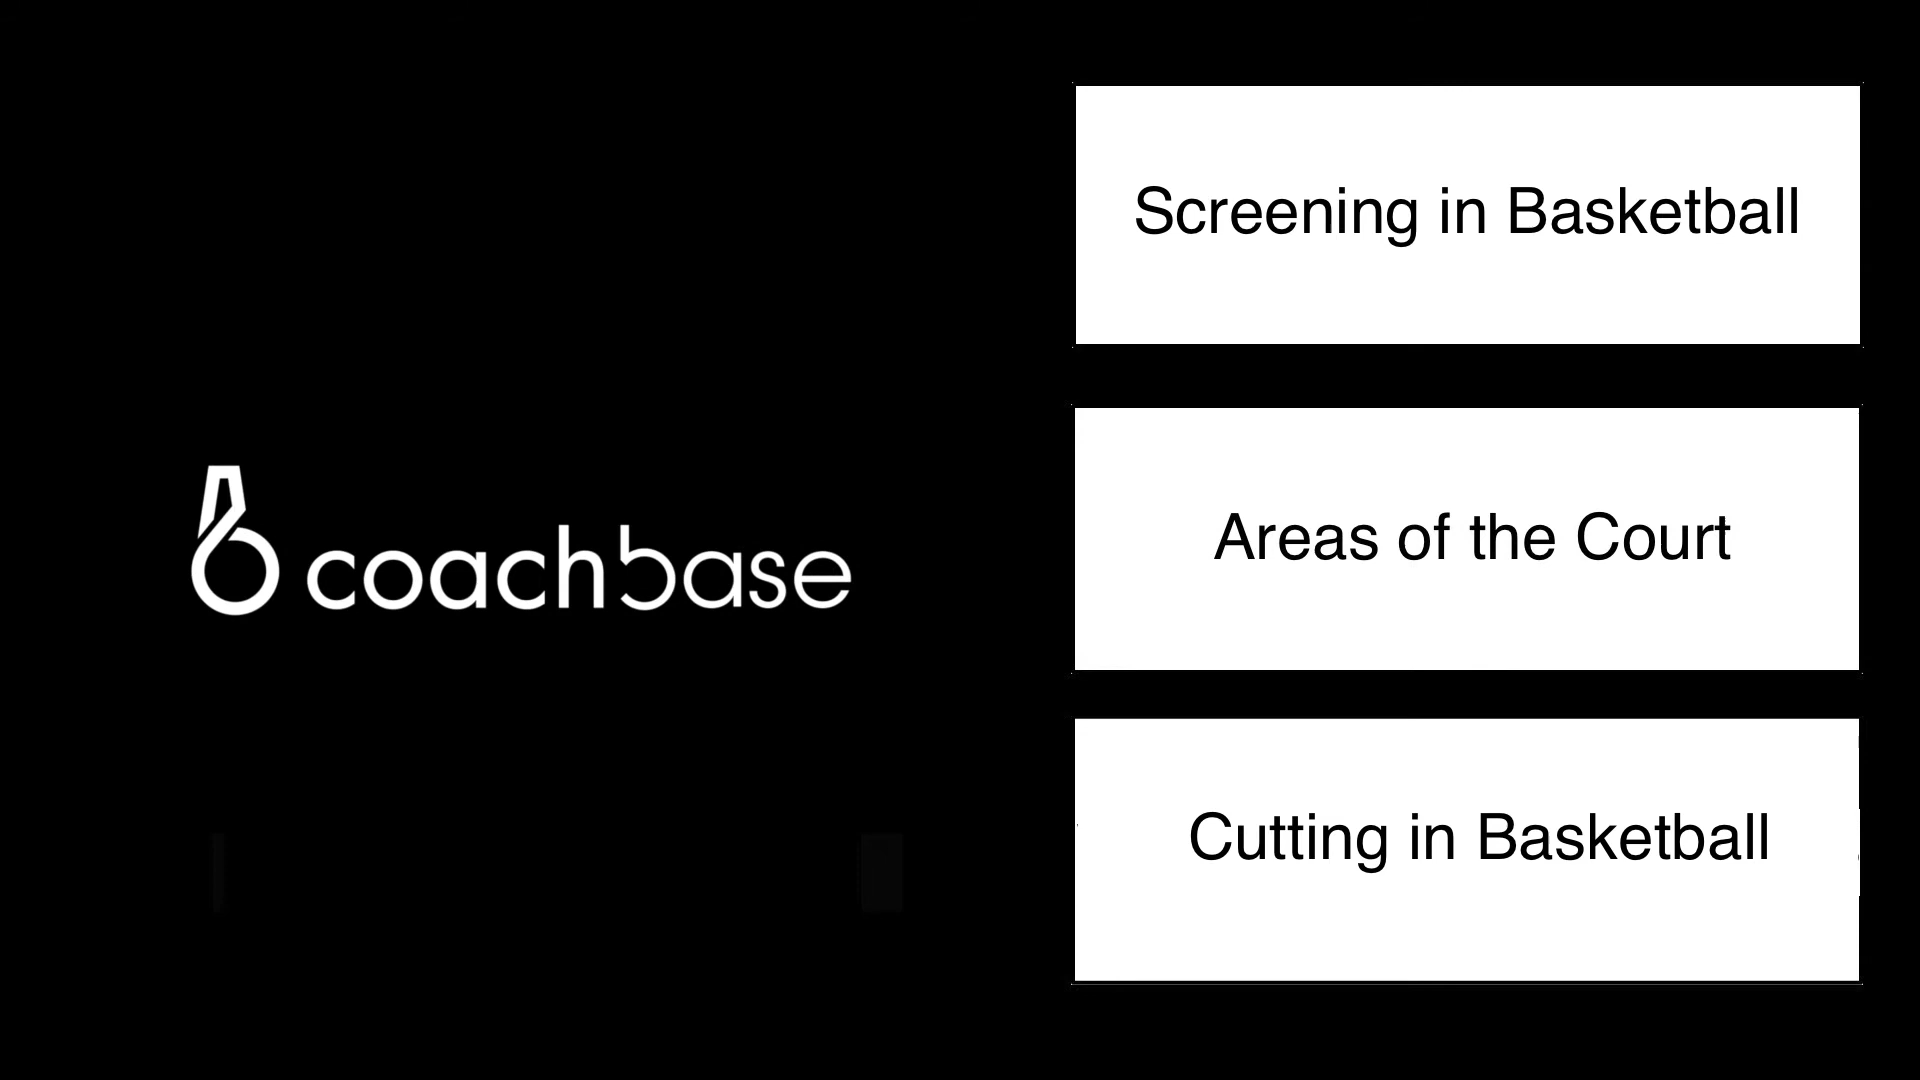 coachbase
Screening in Basketball
Areas of the Court
Cutting in Basketball